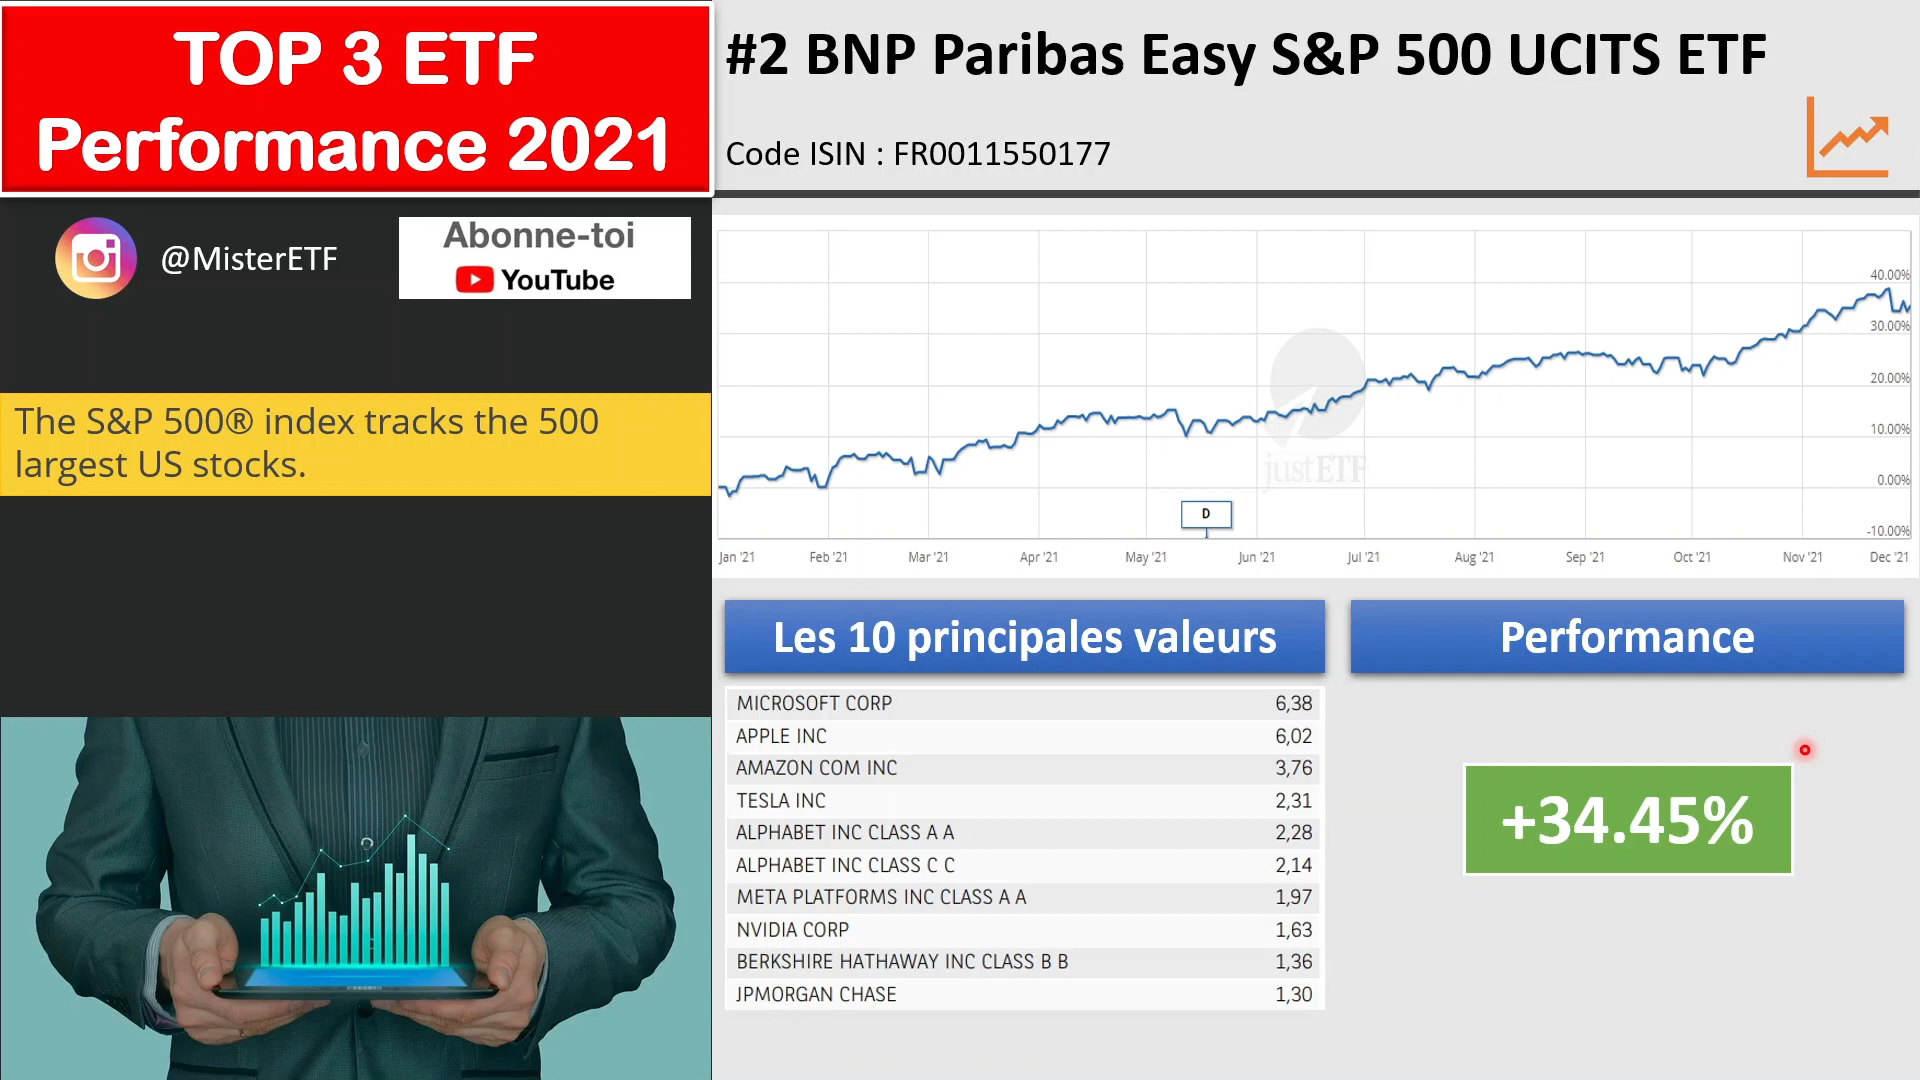 TOP 3 ETF
Performance 2021
#2 BNP Paribas Easy S&P 500 UCITS ETF
Code ISIN : FR0011550177
@MisterETF
Abonne-toi
YouTube
The S&P 500® index tracks the 500
largest US stocks.
40.00%
30.00%
20.00%
10.00%
0.00%
-10.00%
justETF
D
Jan '21 Feb '21 Mar '21 Apr '21 May '21 Jun '21 Jul '21 Aug '21 Sep '21 Oct '21 Nov '21 Dec '21
Les 10 principales valeurs
MICROSOFT CORP 6,38
APPLE INC 6,02
AMAZON COM INC 3,76
TESLA INC 2,31
ALPHABET INC CLASS A A 2,28
ALPHABET INC CLASS C C 2,14
META PLATFORMS INC CLASS A A 1,97
NVIDIA CORP 1,63
BERKSHIRE HATHAWAY INC CLASS B B 1,36
JPMORGAN CHASE 1,30
Performance
+34.45%